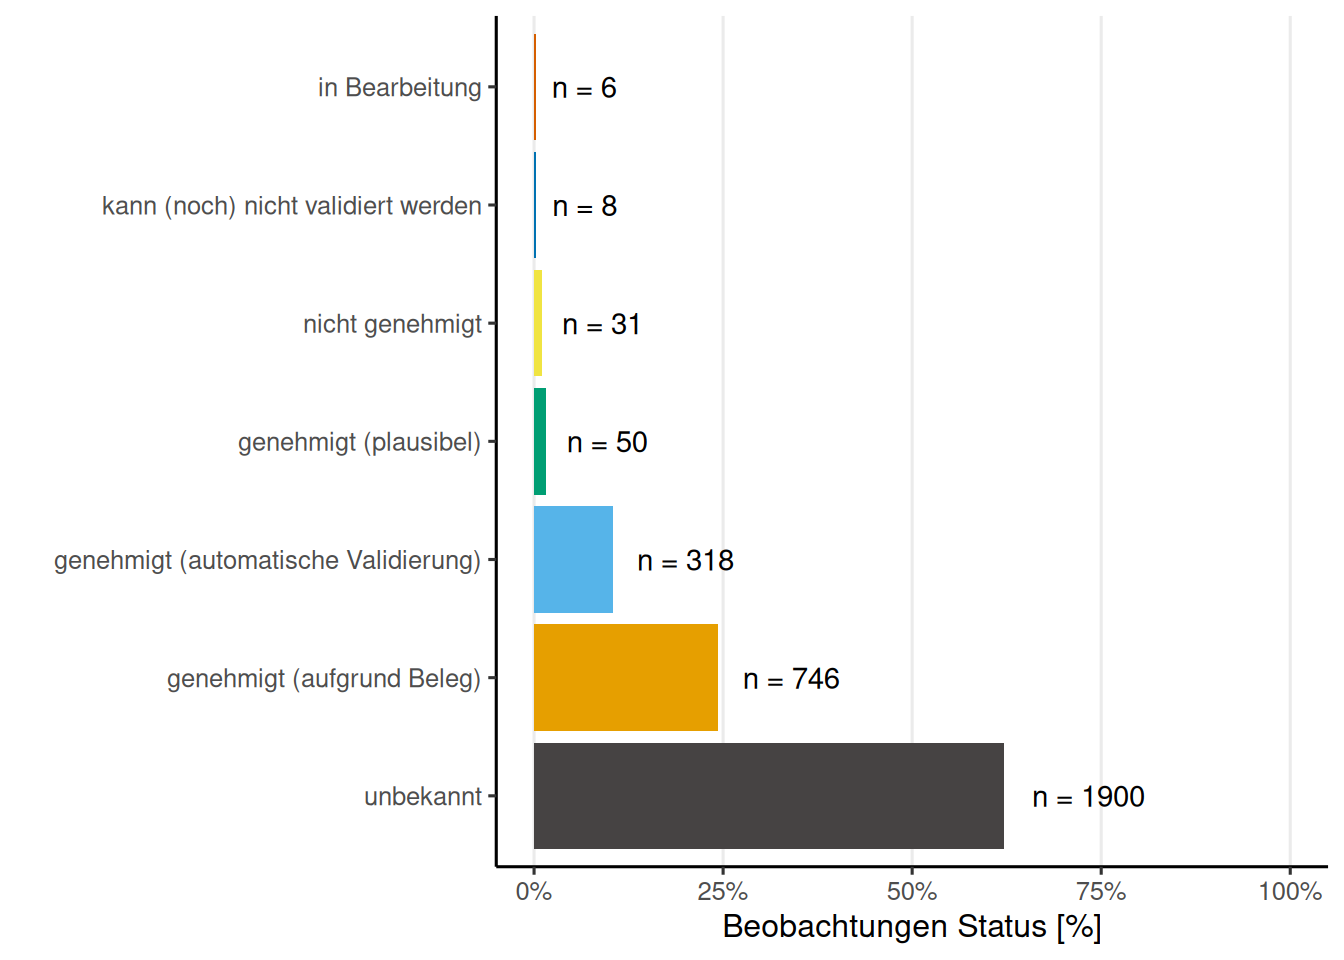 in Bearbeitung n = 6
kann (noch) nicht validiert werden n = 8
nicht genehmigt n = 31
genehmigt (plausibel) n = 50
genehmigt (automatische Validierung) n = 318
genehmigt (aufgrund Beleg) n = 746
unbekannt n = 1900
0% 25% 50% 75% 100%
Beobachtungen Status [%]